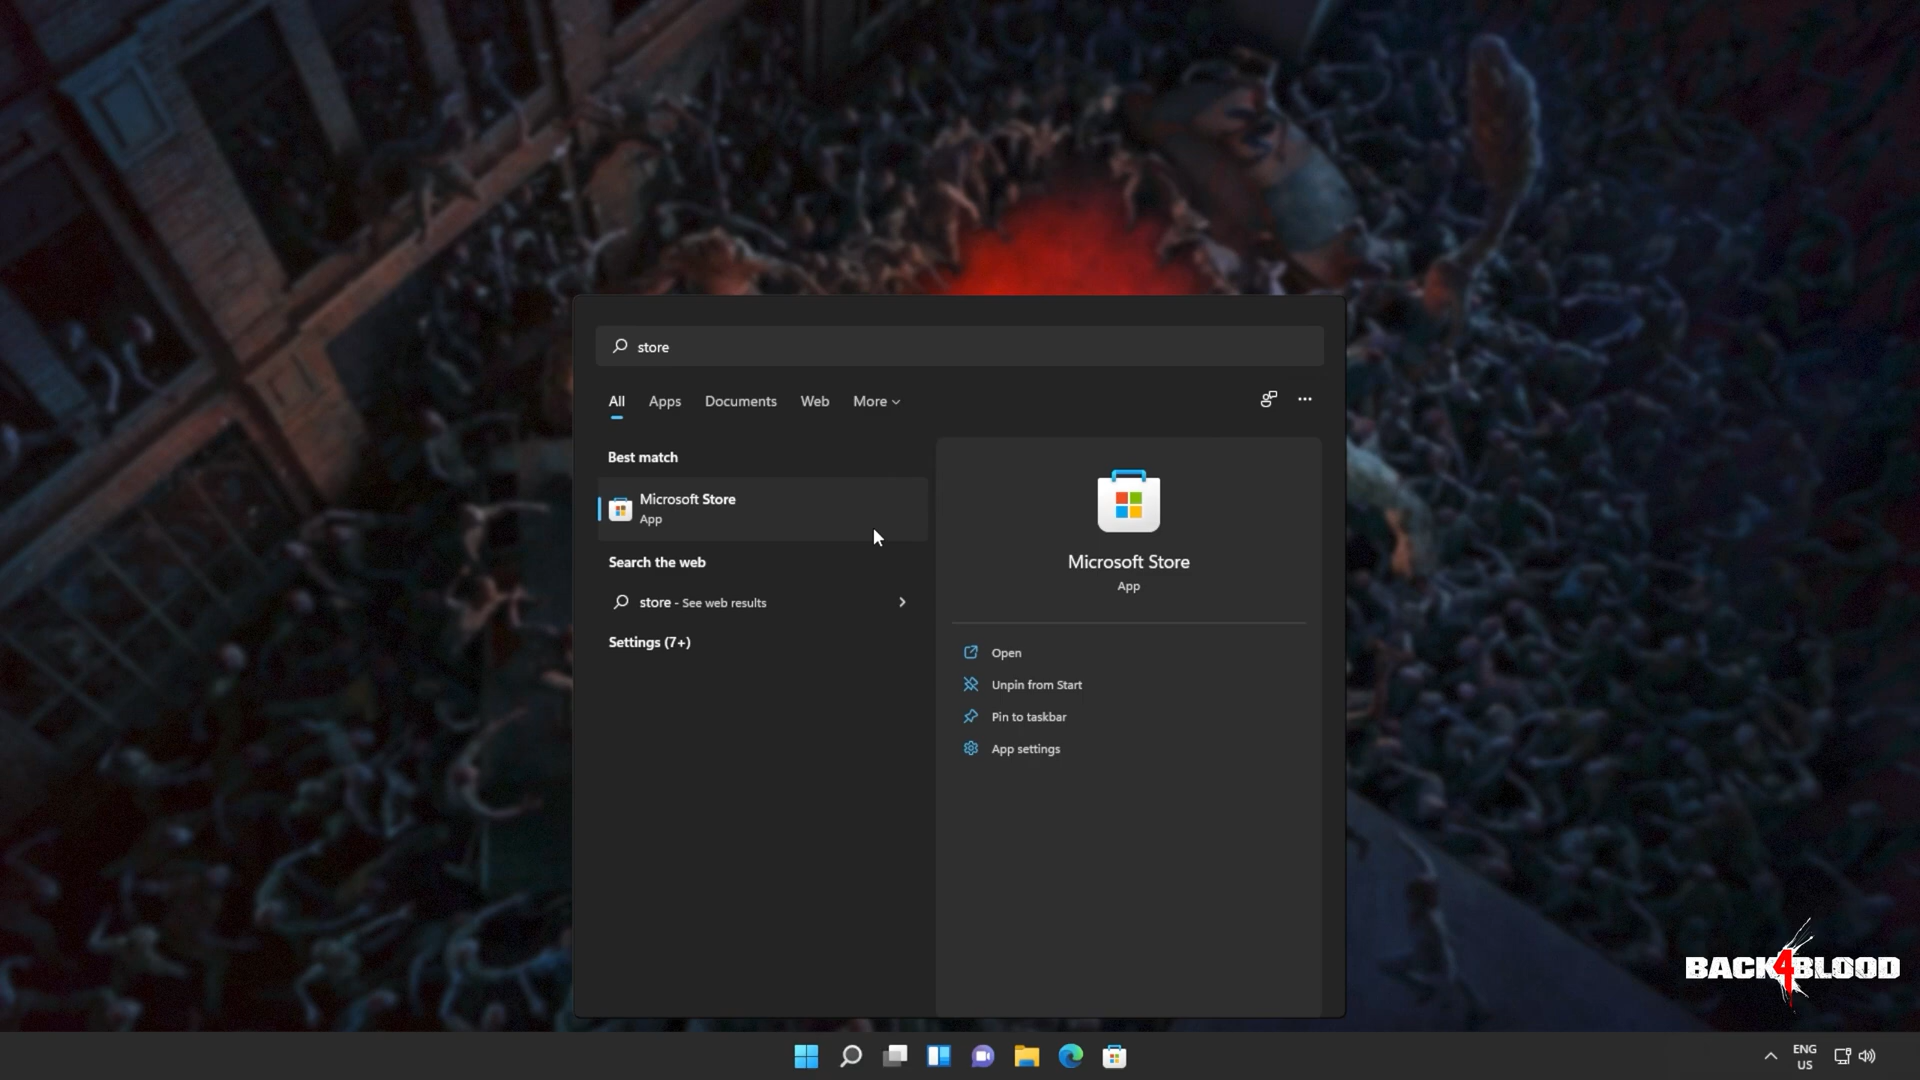 store
All Apps Documents Web More
Best match
Microsoft Store
App
Search the web
store - See web results
Settings (7+)
Microsoft Store
App
Open
Unpin from Start
Pin to taskbar
App settings
BACK4BLOOD
ENG
US